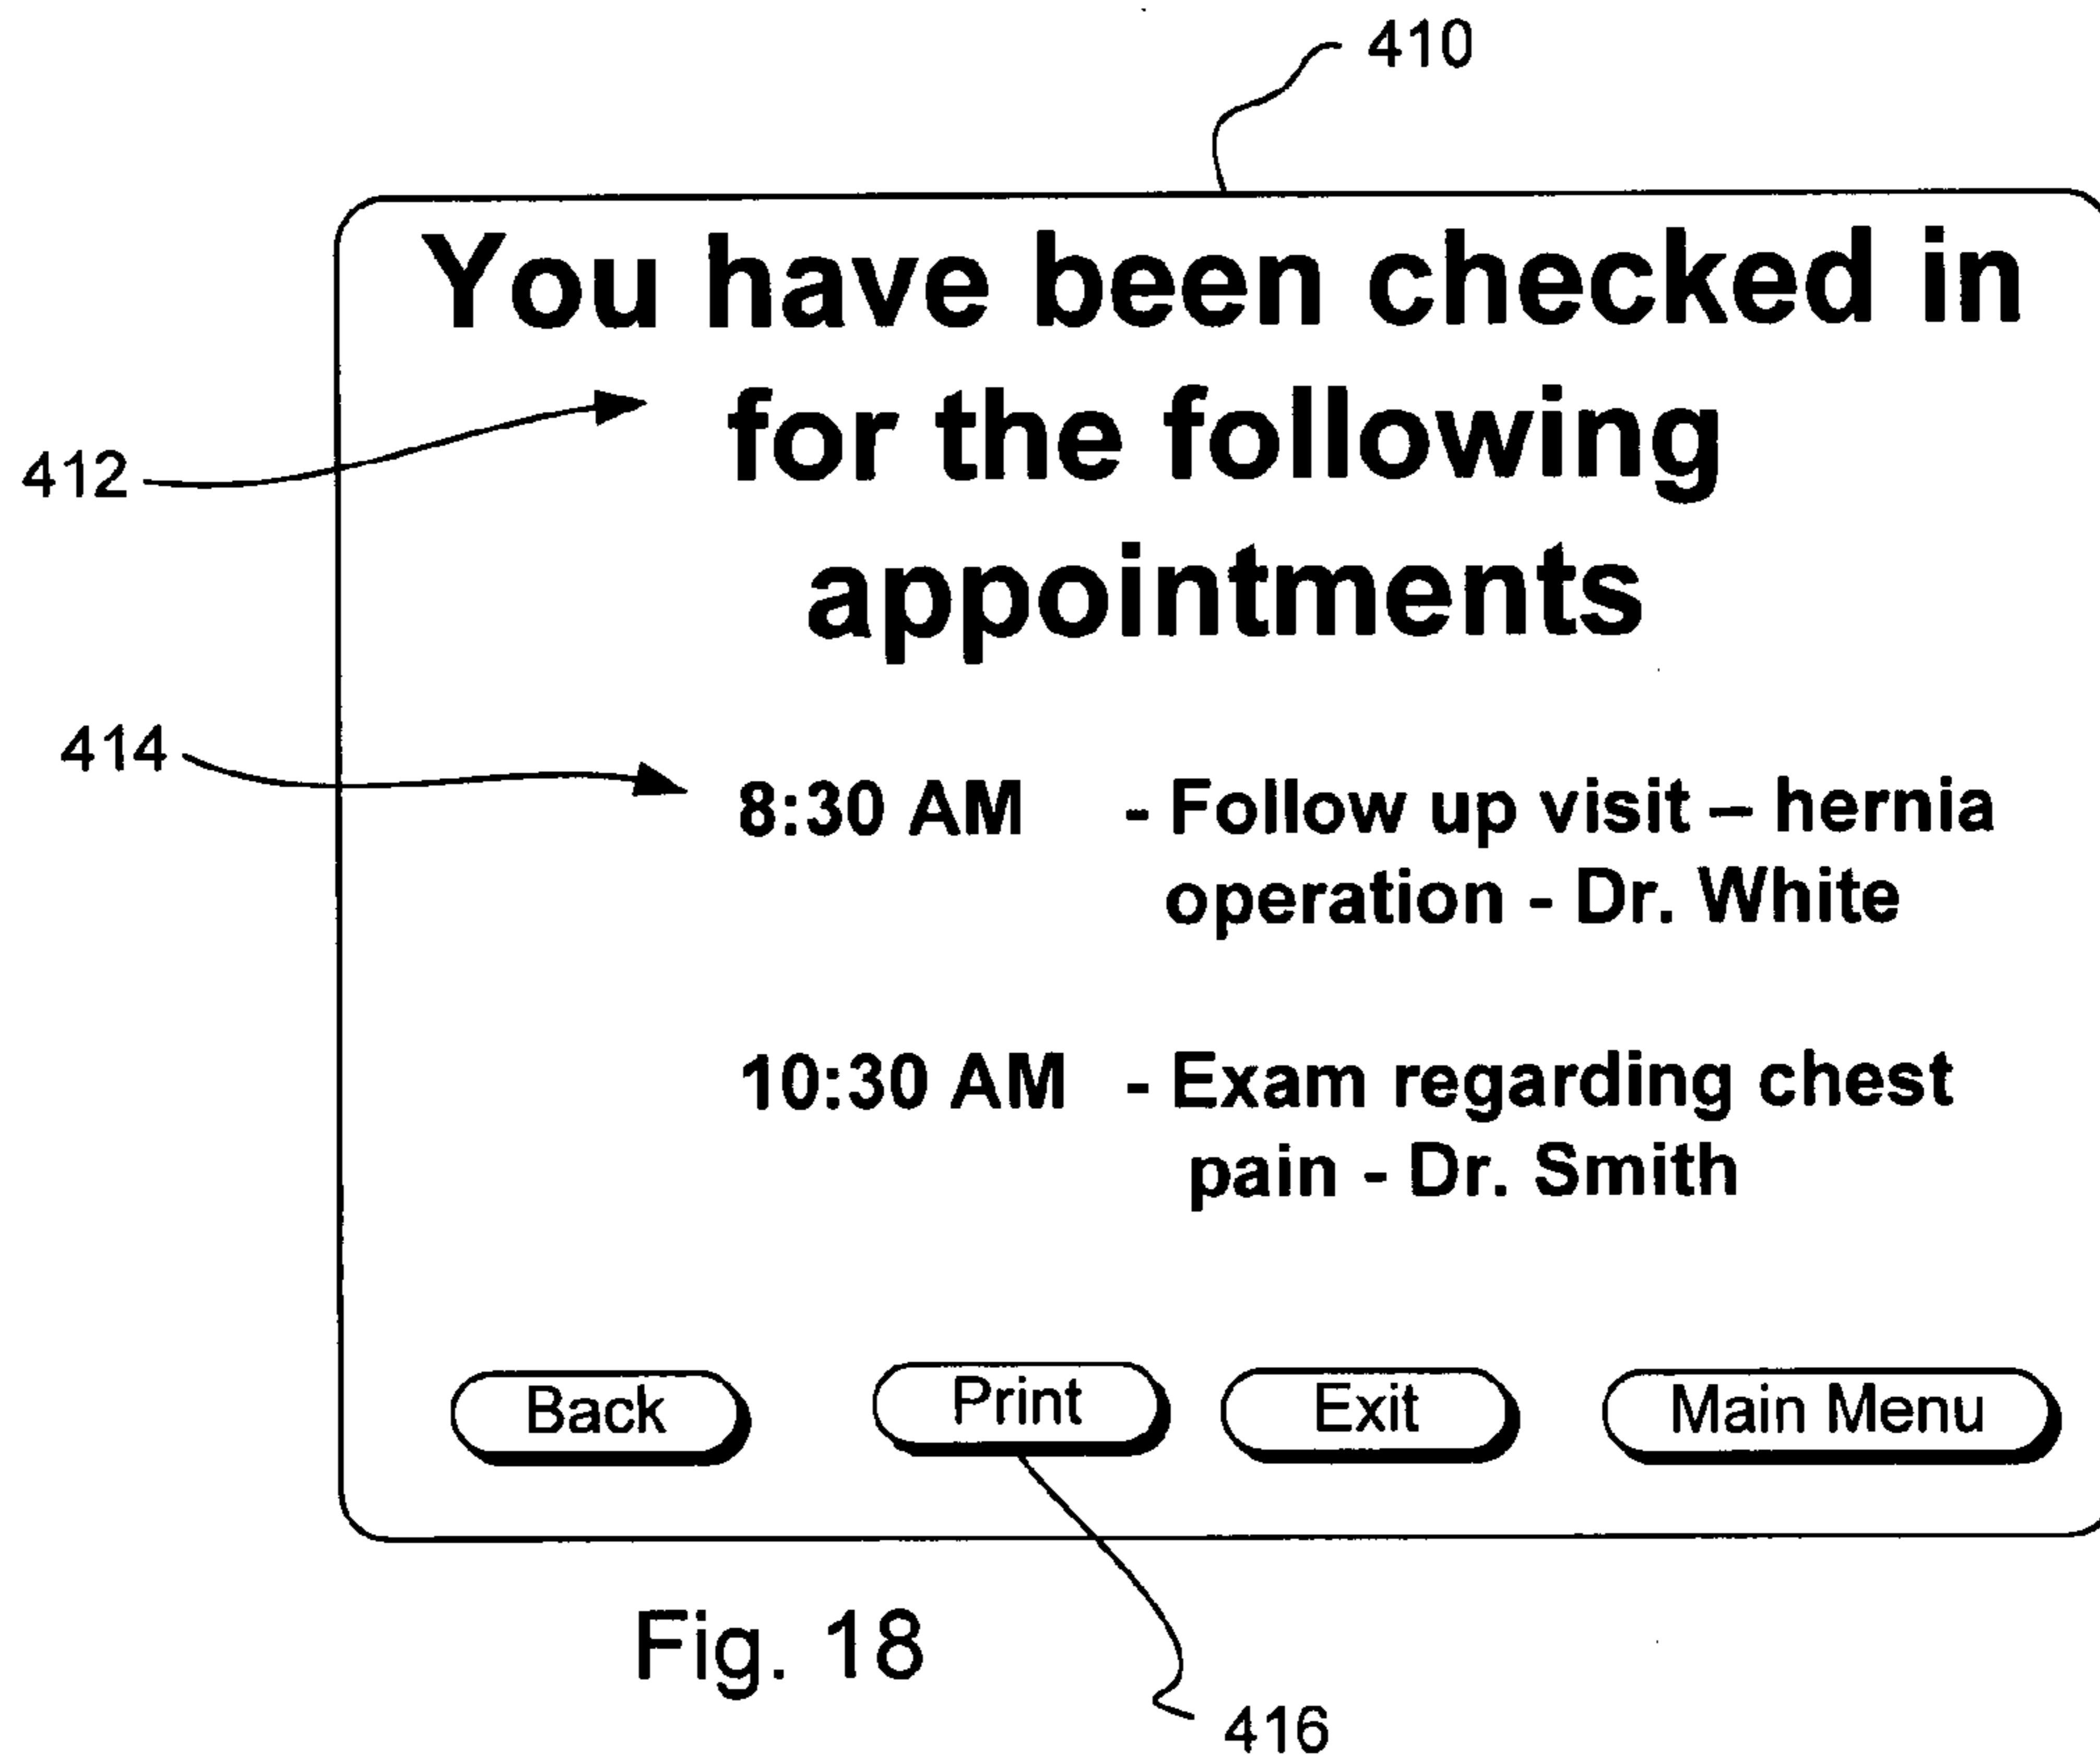 410
You have been checked in
412
for the following
appointments
414
8:30 AM - Follow up visit – hernia
operation - Dr. White
10:30 AM - Exam regarding chest
pain - Dr. Smith
Back Print Exit Main Menu
Fig. 18
416